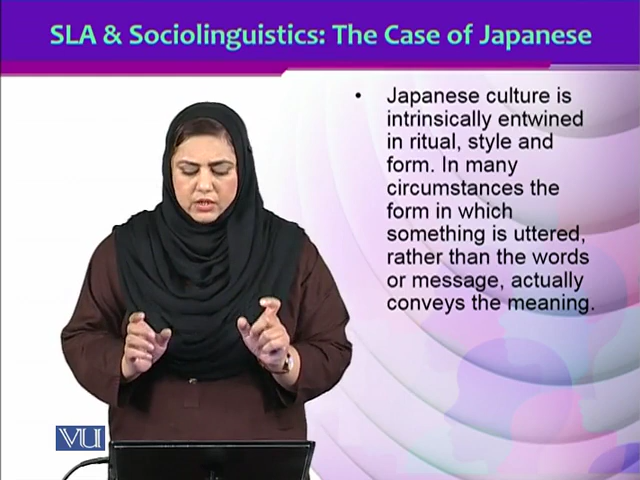 SLA & Sociolinguistics: The Case of Japanese
• Japanese culture is
intrinsically entwined
in ritual, style and
form. In many
circumstances the
form in which
something is uttered,
rather than the words
or message, actually
conveys the meaning.
VU